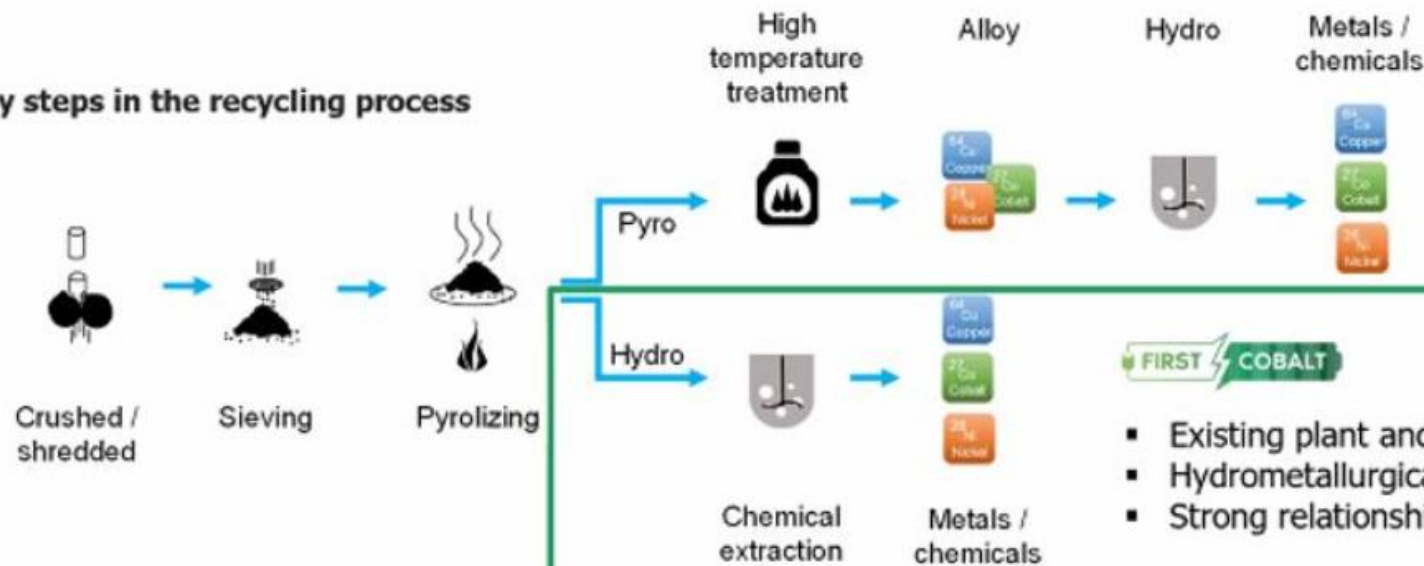 y steps in the recycling process
High
temperature
treatment
Alloy
Hydro
Metals /
chemicals
Pyro
Copper
Cobalt
Nickel
Copper
Cobalt
Nickel
Crushed /
shredded
Sieving
Pyrolizing
Hydro
Chemical
extraction
Copper
Cobalt
Nickel
Metals /
chemicals
FIRST COBALT
▪ Existing plant and
▪ Hydrometallurgica
▪ Strong relationshi